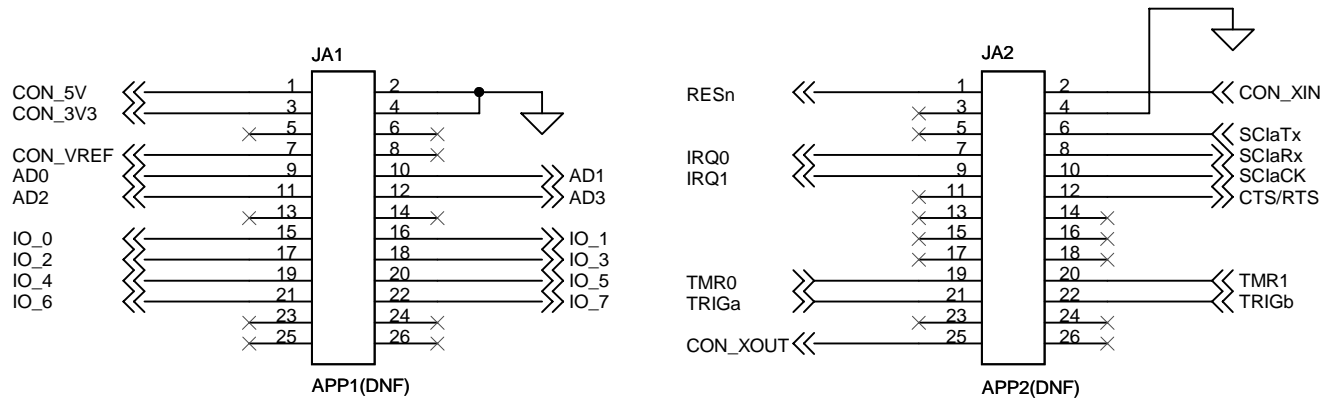 JA1
CON_5V 1 2
CON_3V3 3 4
5 6
CON_VREF 7 8
AD0 9 10 AD1
AD2 11 12 AD3
13 14
IO_0 15 16 IO_1
IO_2 17 18 IO_3
IO_4 19 20 IO_5
IO_6 21 22 IO_7
23 24
25 26
APP1(DNF)
JA2
RESn 1 2 CON_XIN
3 4
5 6 SCIaTx
IRQ0 7 8 SCIaRx
IRQ1 9 10 SCIaCK
11 12 CTS/RTS
13 14
15 16
17 18
TMR0 19 20 TMR1
TRIGa 21 22 TRIGb
23 24
CON_XOUT 25 26
APP2(DNF)